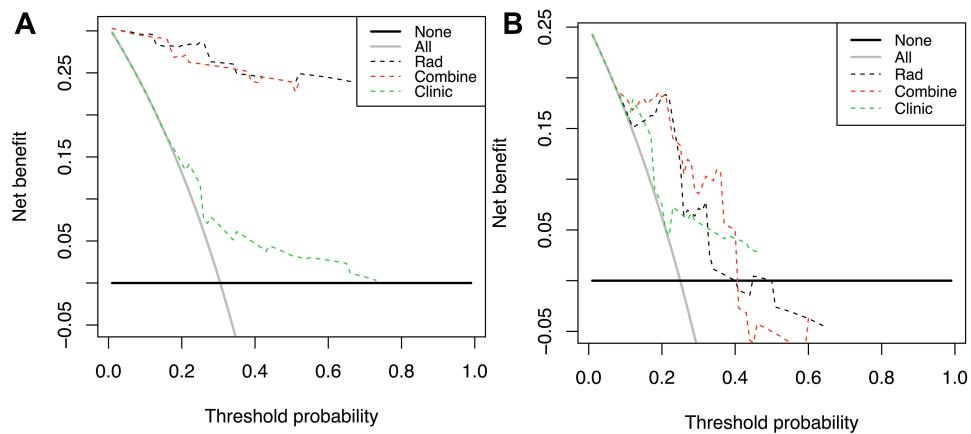 A
None
All
Rad
Combine
Clinic
Net benefit
−0.05 0.05 0.15 0.25
0.0 0.2 0.4 0.6 0.8 1.0
Threshold probability
B
None
All
Rad
Combine
Clinic
Net benefit
−0.05 0.05 0.15 0.25
0.0 0.2 0.4 0.6 0.8 1.0
Threshold probability